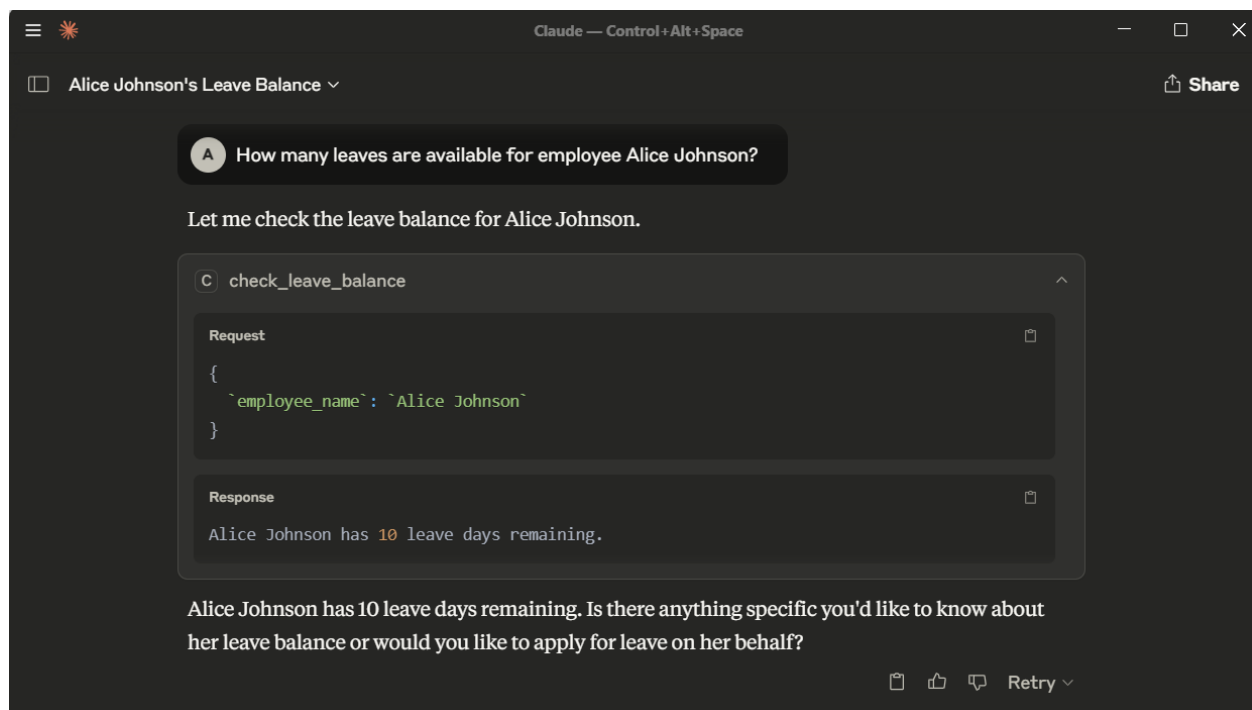 Claude — Control+Alt+Space
Alice Johnson's Leave Balance
Share
A
How many leaves are available for employee Alice Johnson?
Let me check the leave balance for Alice Johnson.
C check_leave_balance
Request
{
`employee_name`: `Alice Johnson`
}
Response
Alice Johnson has 10 leave days remaining.
Alice Johnson has 10 leave days remaining. Is there anything specific you'd like to know about
her leave balance or would you like to apply for leave on her behalf?
Retry